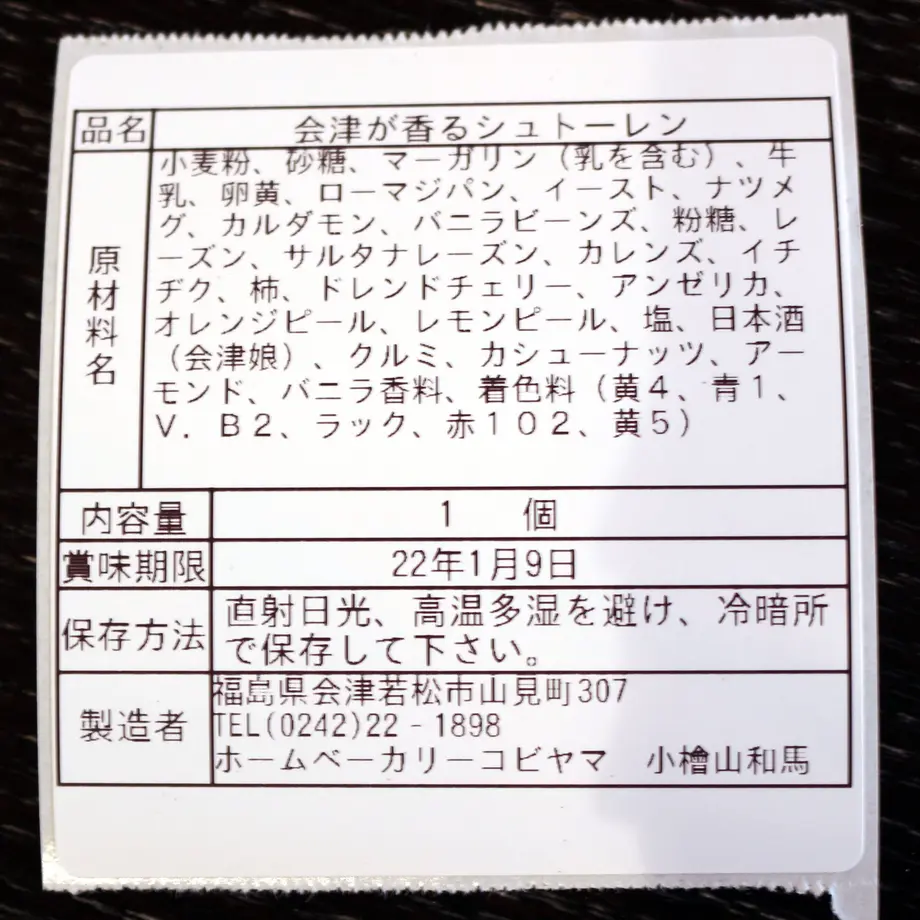 品名 会津が香るシュトーレン
原材料名 小麦粉、砂糖、マーガリン（乳を含む）、牛
乳、卵黄、ローマジパン、イースト、ナツメ
グ、カルダモン、バニラビーンズ、粉糖、レ
ーズン、サルタナレーズン、カレンズ、イチ
ヂク、柿、ドレンドチェリー、アンゼリカ、
オレンジピール、レモンピール、塩、日本酒
（会津娘）、クルミ、カシューナッツ、アー
モンド、バニラ香料、着色料（黄４、青１、
Ｖ．Ｂ２、ラック、赤１０２、黄５）
内容量 1 個
賞味期限 22年1月9日
保存方法 直射日光、高温多湿を避け、冷暗所
で保存して下さい。
製造者 福島県会津若松市山見町307
TEL(0242)22-1898
ホームベーカリーコビヤマ 小檜山和馬